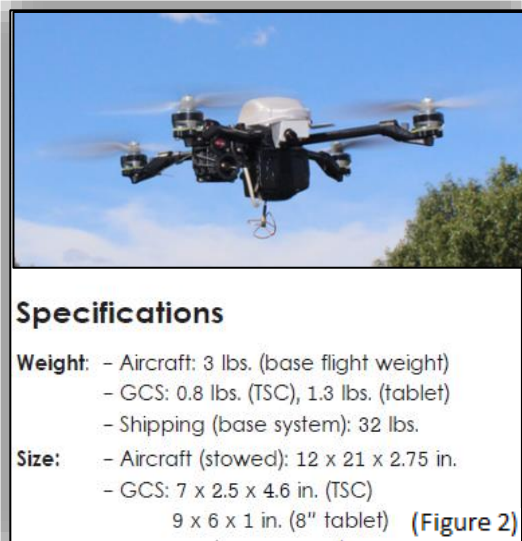 Specifications
Weight: – Aircraft: 3 lbs. (base flight weight)
– GCS: 0.8 lbs. (TSC), 1.3 lbs. (tablet)
– Shipping (base system): 32 lbs.
Size: – Aircraft (stowed): 12 x 21 x 2.75 in.
– GCS: 7 x 2.5 x 4.6 in. (TSC)
9 x 6 x 1 in. (8" tablet) (Figure 2)